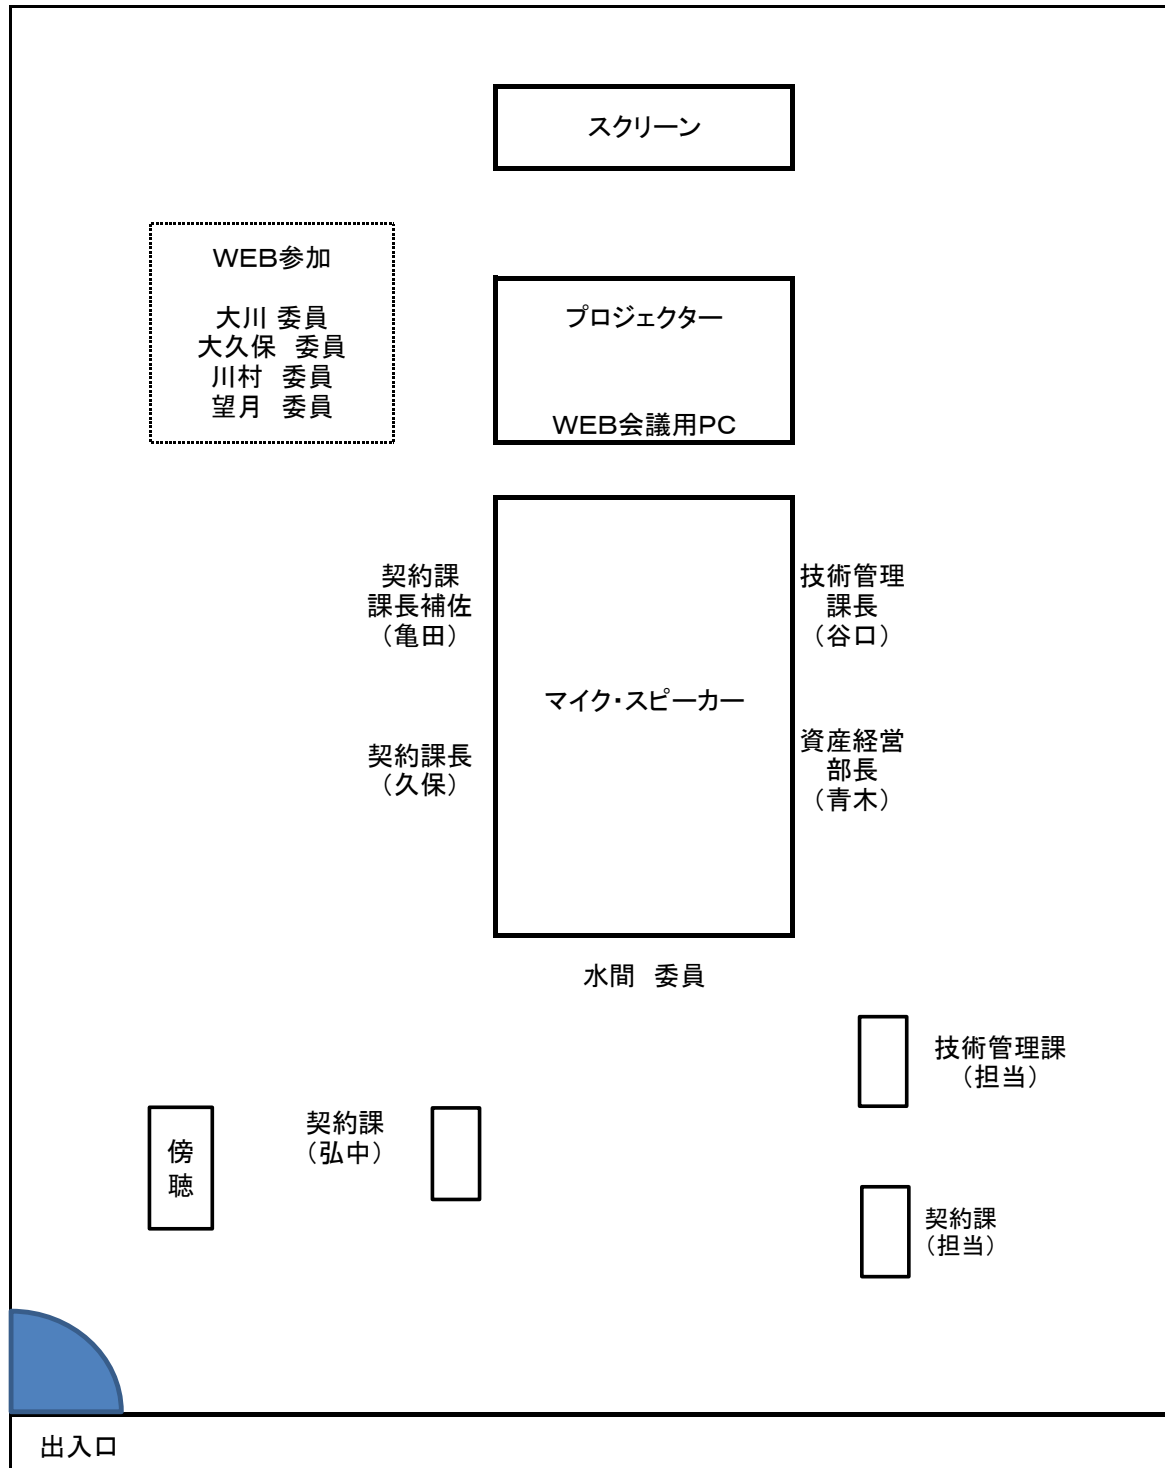 スクリーン
WEB参加
大川 委員
大久保　委員
川村　委員
望月　委員
プロジェクター
WEB会議用PC
契約課
課長補佐
（亀田）
技術管理
課長
（谷口）
マイク・スピーカー
契約課長
（久保）
資産経営
部長
（青木）
水間　委員
技術管理課
（担当）
契約課
（弘中）
傍
聴
契約課
（担当）
出入口